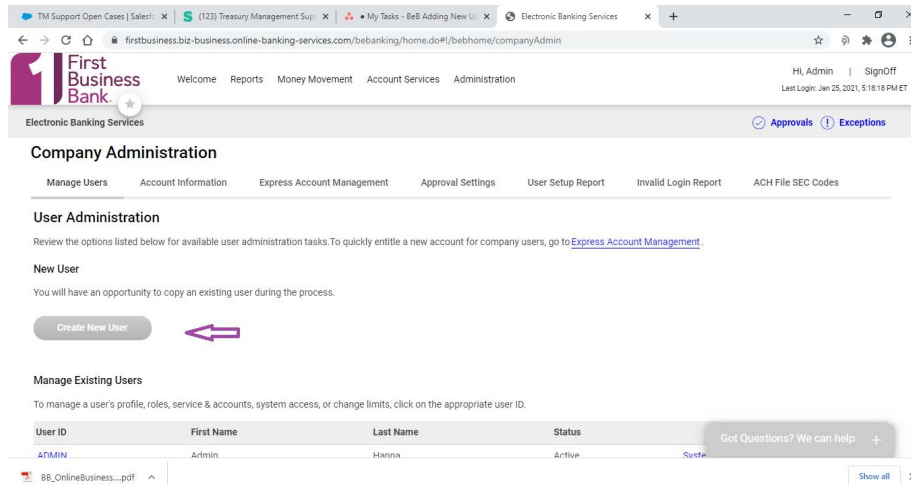 TM Support Open Cases | Salesf
(123) Treasury Management Sup
• My Tasks - BeB Adding New U
Electronic Banking Services
firstbusiness.biz-business.online-banking-services.com/bebanking/home.do#!/bebhome/companyAdmin
First
Business
Bank
Welcome Reports Money Movement Account Services Administration
Hi, Admin | SignOff
Last Login: Jan 25, 2021, 5:18:18 PM ET
Electronic Banking Services
Approvals Exceptions
Company Administration
Manage Users Account Information Express Account Management Approval Settings User Setup Report Invalid Login Report ACH File SEC Codes
User Administration
Review the options listed below for available user administration tasks.To quickly entitle a new account for company users, go to Express Account Management .
New User
You will have an opportunity to copy an existing user during the process.
Create New User
Manage Existing Users
To manage a user's profile, roles, service & accounts, system access, or change limits, click on the appropriate user ID.
User ID First Name Last Name Status
Got Questions? We can help +
ADMIN Admin Hanna Active Syste
BB_OnlineBusiness....pdf
Show all